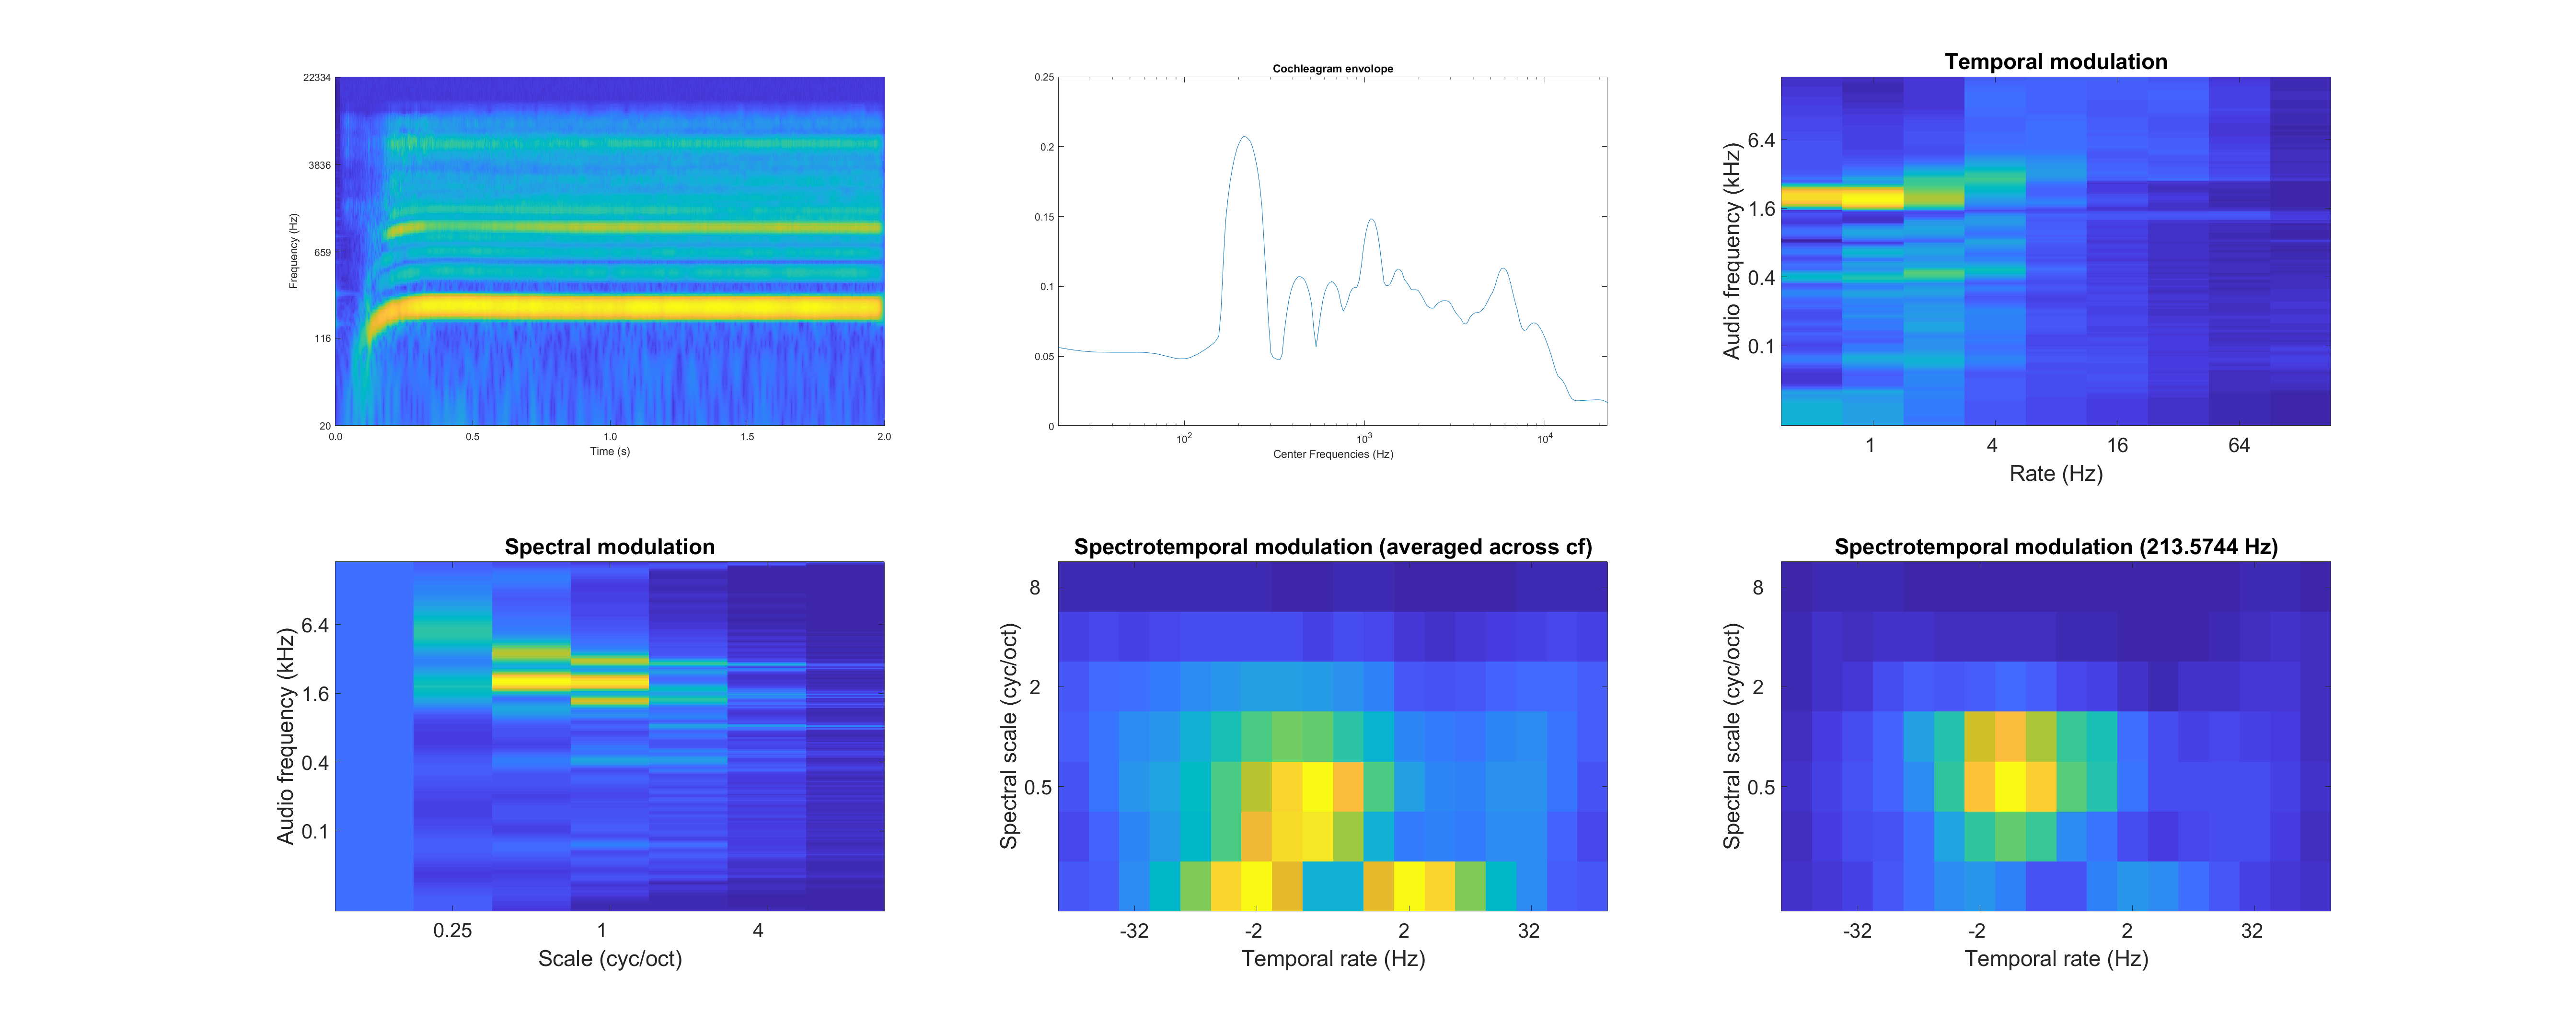 22334
3836
659
116
20
Frequency (Hz)
0.0 0.5 1.0 1.5 2.0
Time (s)
Cochleagram envolope
0.25
0.2
0.15
0.1
0.05
0
10^2 10^3 10^4
Center Frequencies (Hz)
Temporal modulation
6.4
1.6
0.4
0.1
Audio frequency (kHz)
1 4 16 64
Rate (Hz)
Spectral modulation
6.4
1.6
0.4
0.1
Audio frequency (kHz)
0.25 1 4
Scale (cyc/oct)
Spectrotemporal modulation (averaged across cf)
8
2
0.5
Spectral scale (cyc/oct)
-32 -2 2 32
Temporal rate (Hz)
Spectrotemporal modulation (213.5744 Hz)
8
2
0.5
Spectral scale (cyc/oct)
-32 -2 2 32
Temporal rate (Hz)